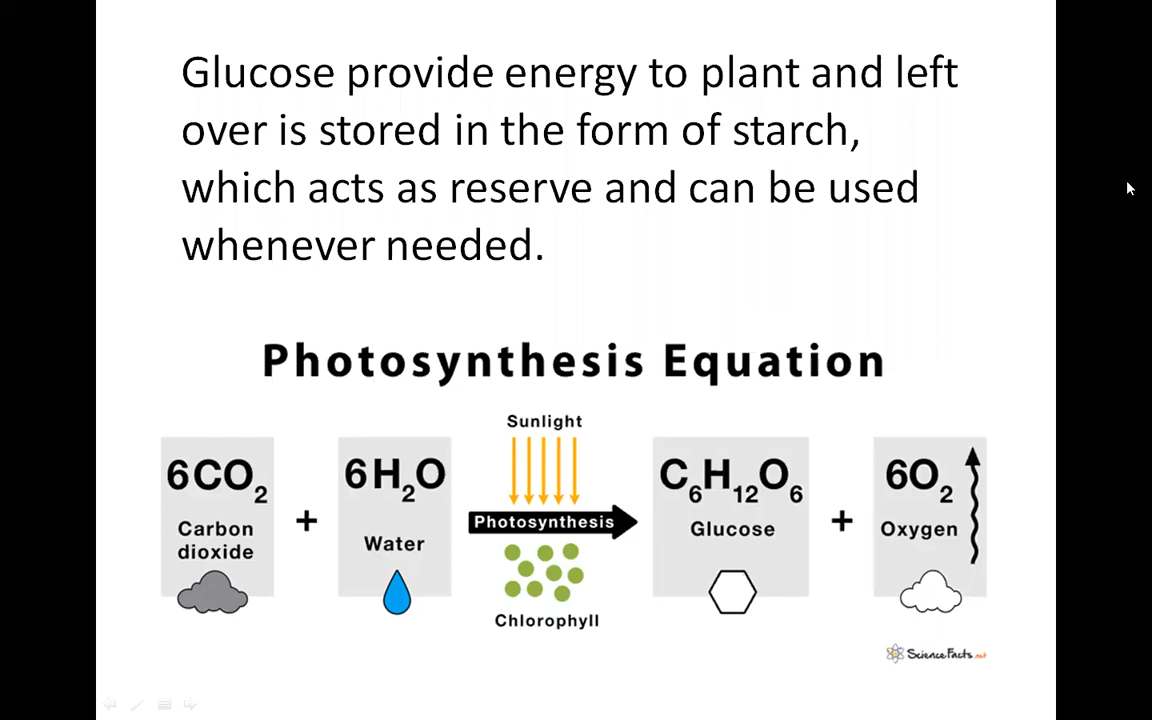 Glucose provide energy to plant and left
over is stored in the form of starch,
which acts as reserve and can be used
whenever needed.
Photosynthesis Equation
Sunlight
6CO₂ + 6H₂O Photosynthesis C₆H₁₂O₆ + 6O₂
Carbon
dioxide
Water
Glucose
Oxygen
Chlorophyll
ScienceFacts.net